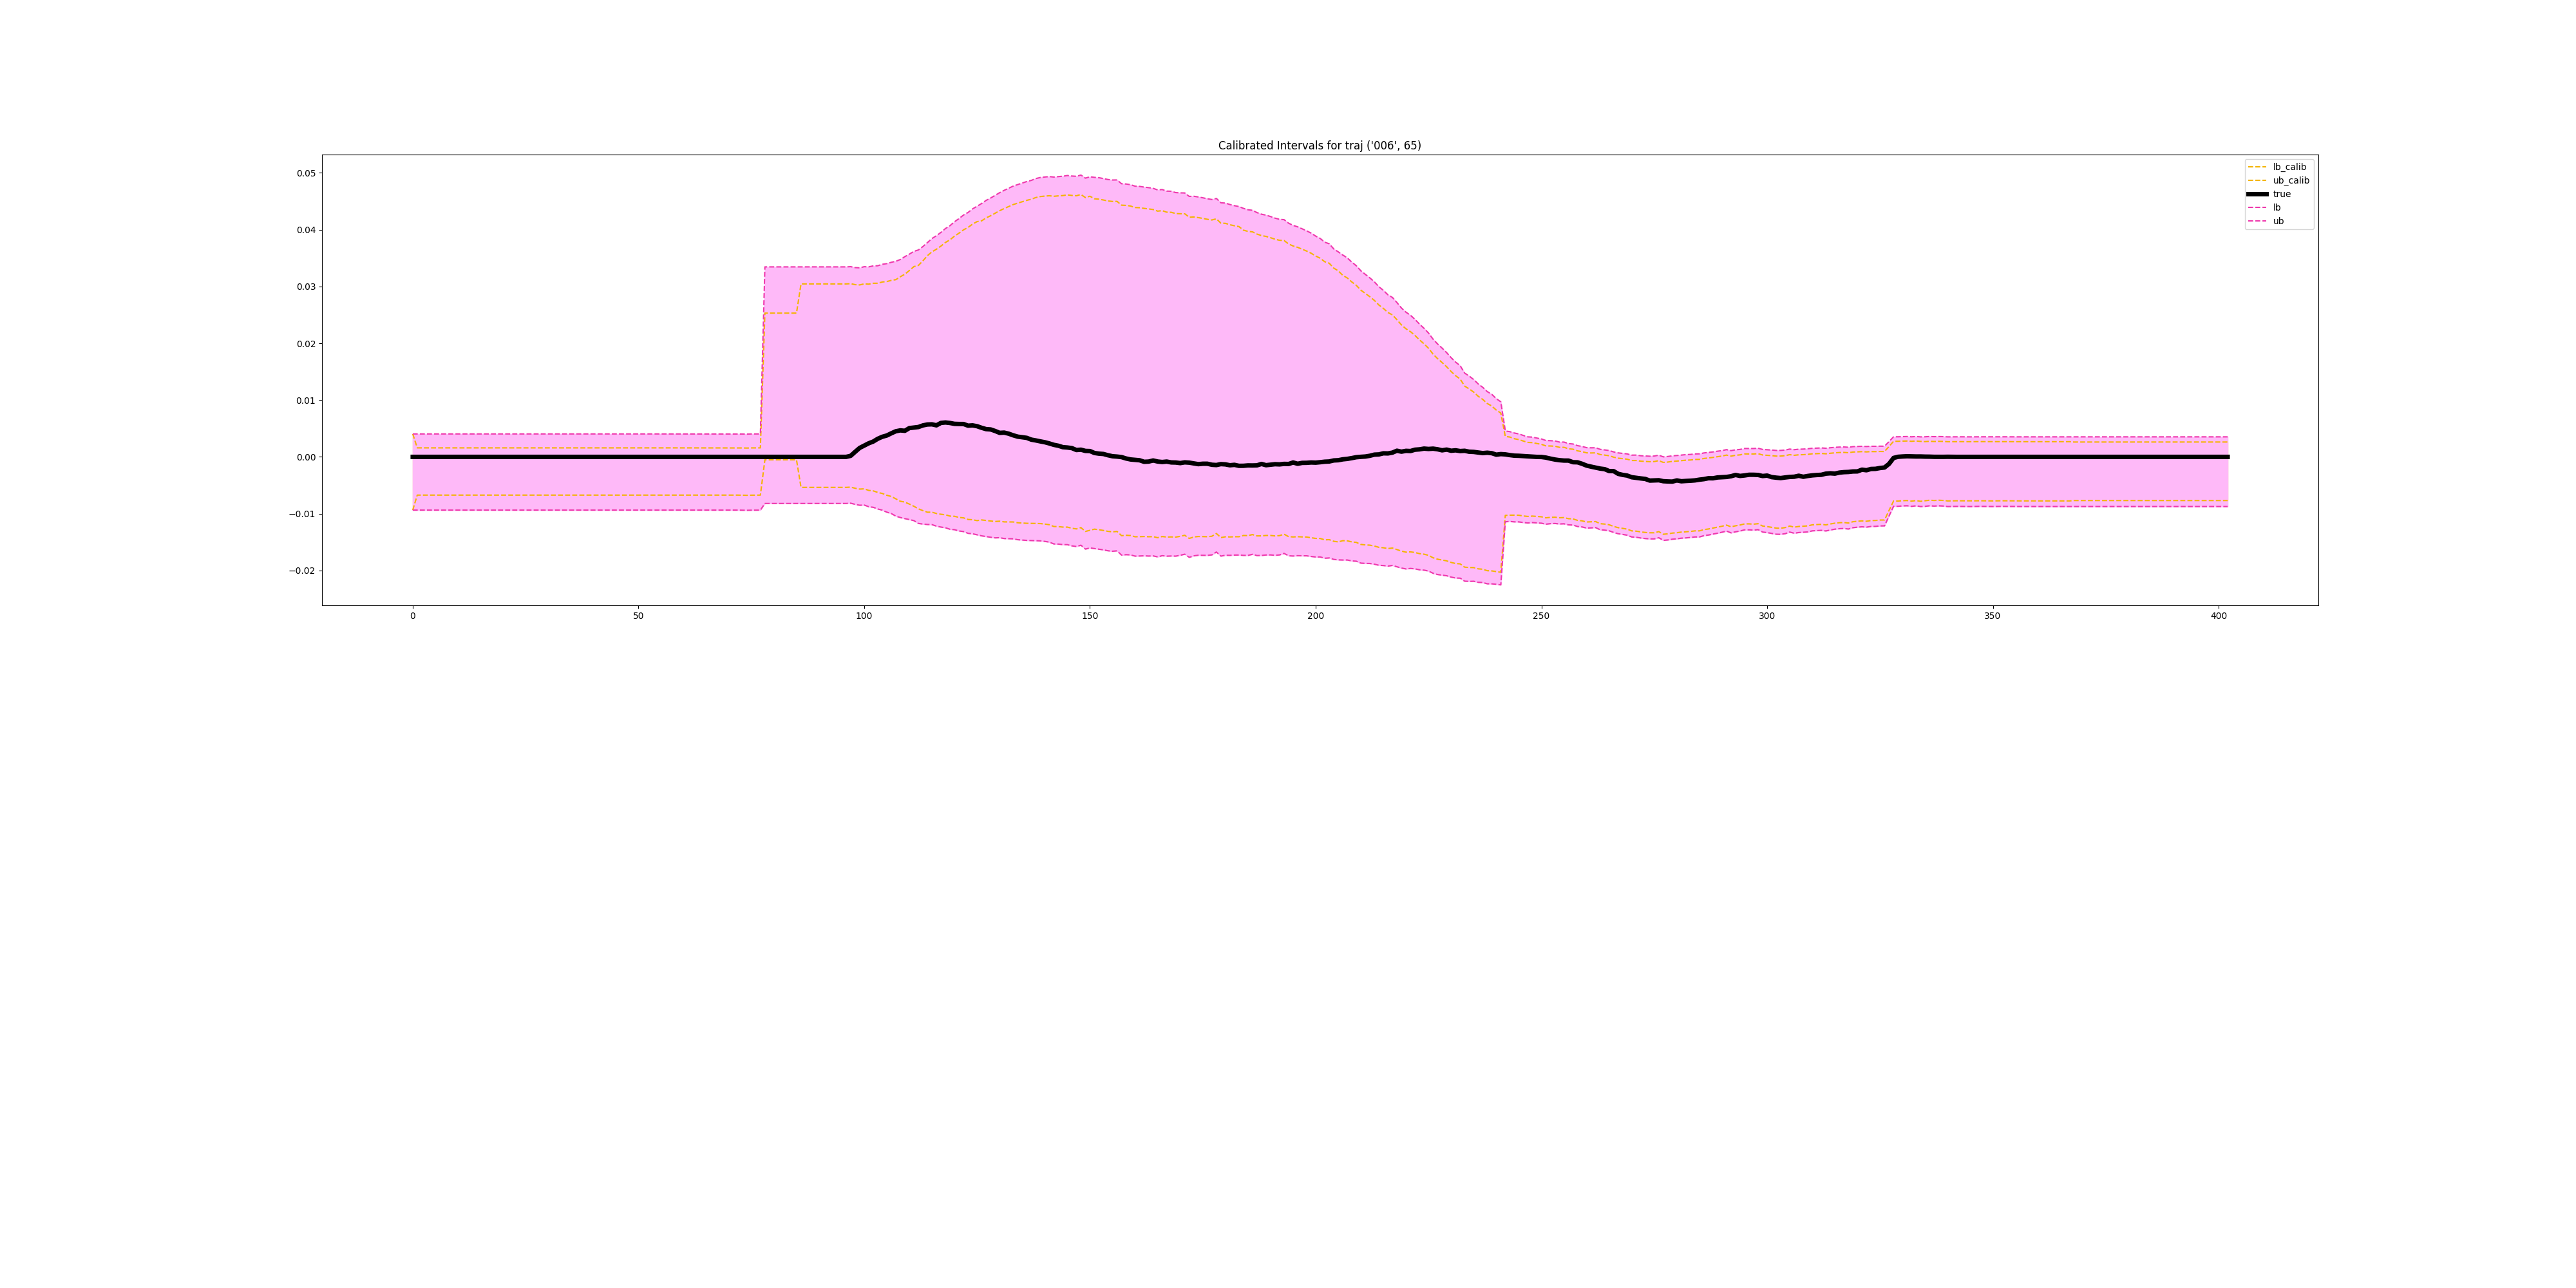 Calibrated Intervals for traj ('006', 65)
0.05
0.04
0.03
0.02
0.01
0.00
−0.01
−0.02
0 50 100 150 200 250 300 350 400
lb_calib
ub_calib
true
lb
ub